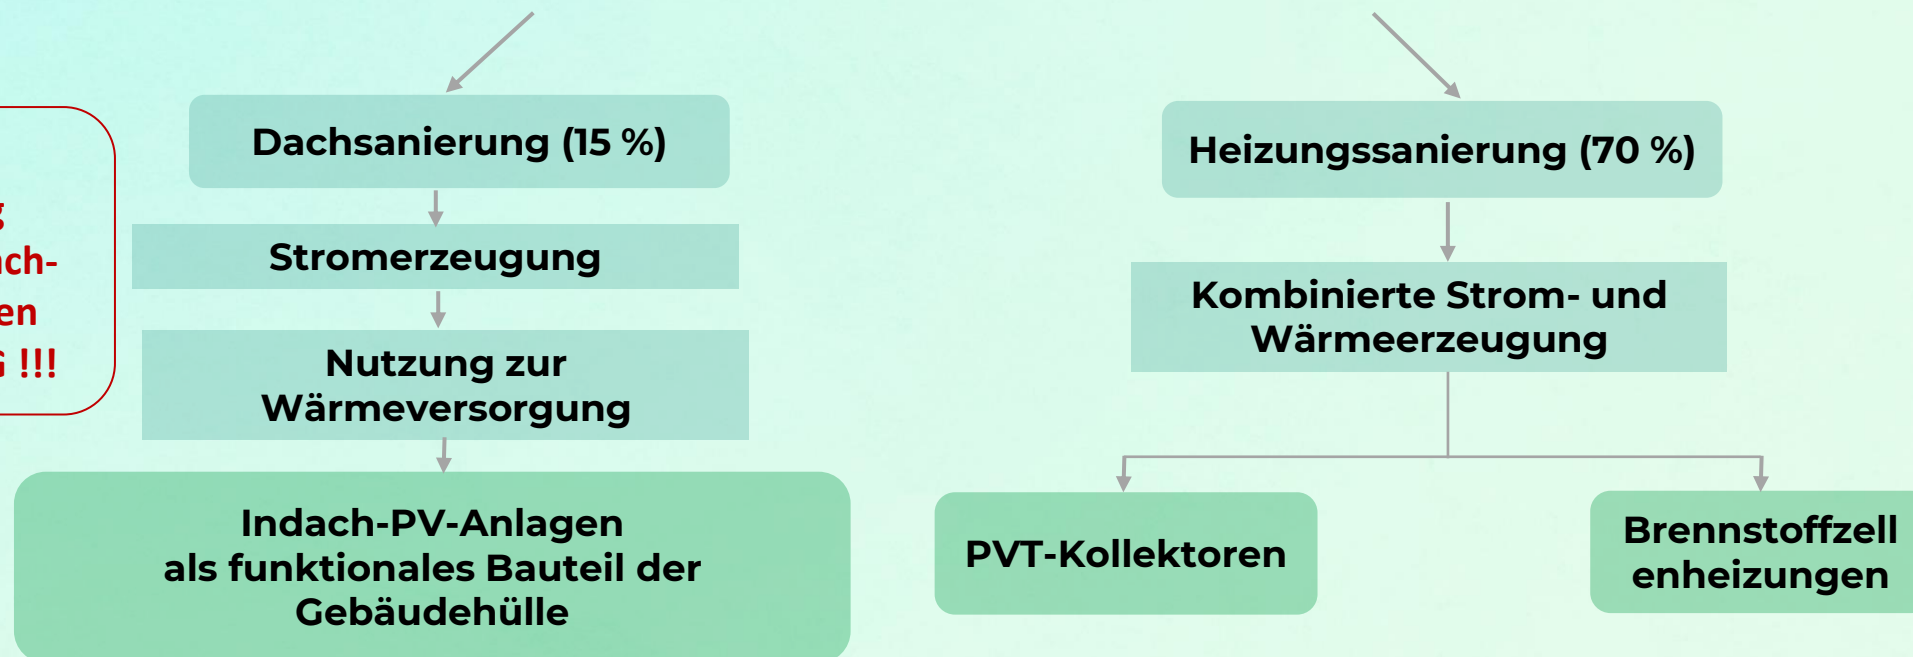 Dachsanierung (15 %)
Stromerzeugung
Nutzung zur
Wärmeversorgung
Indach-PV-Anlagen
als funktionales Bauteil der
Gebäudehülle
Heizungssanierung (70 %)
Kombinierte Strom- und
Wärmeerzeugung
PVT-Kollektoren
Brennstoffzell
enheizungen
!!!